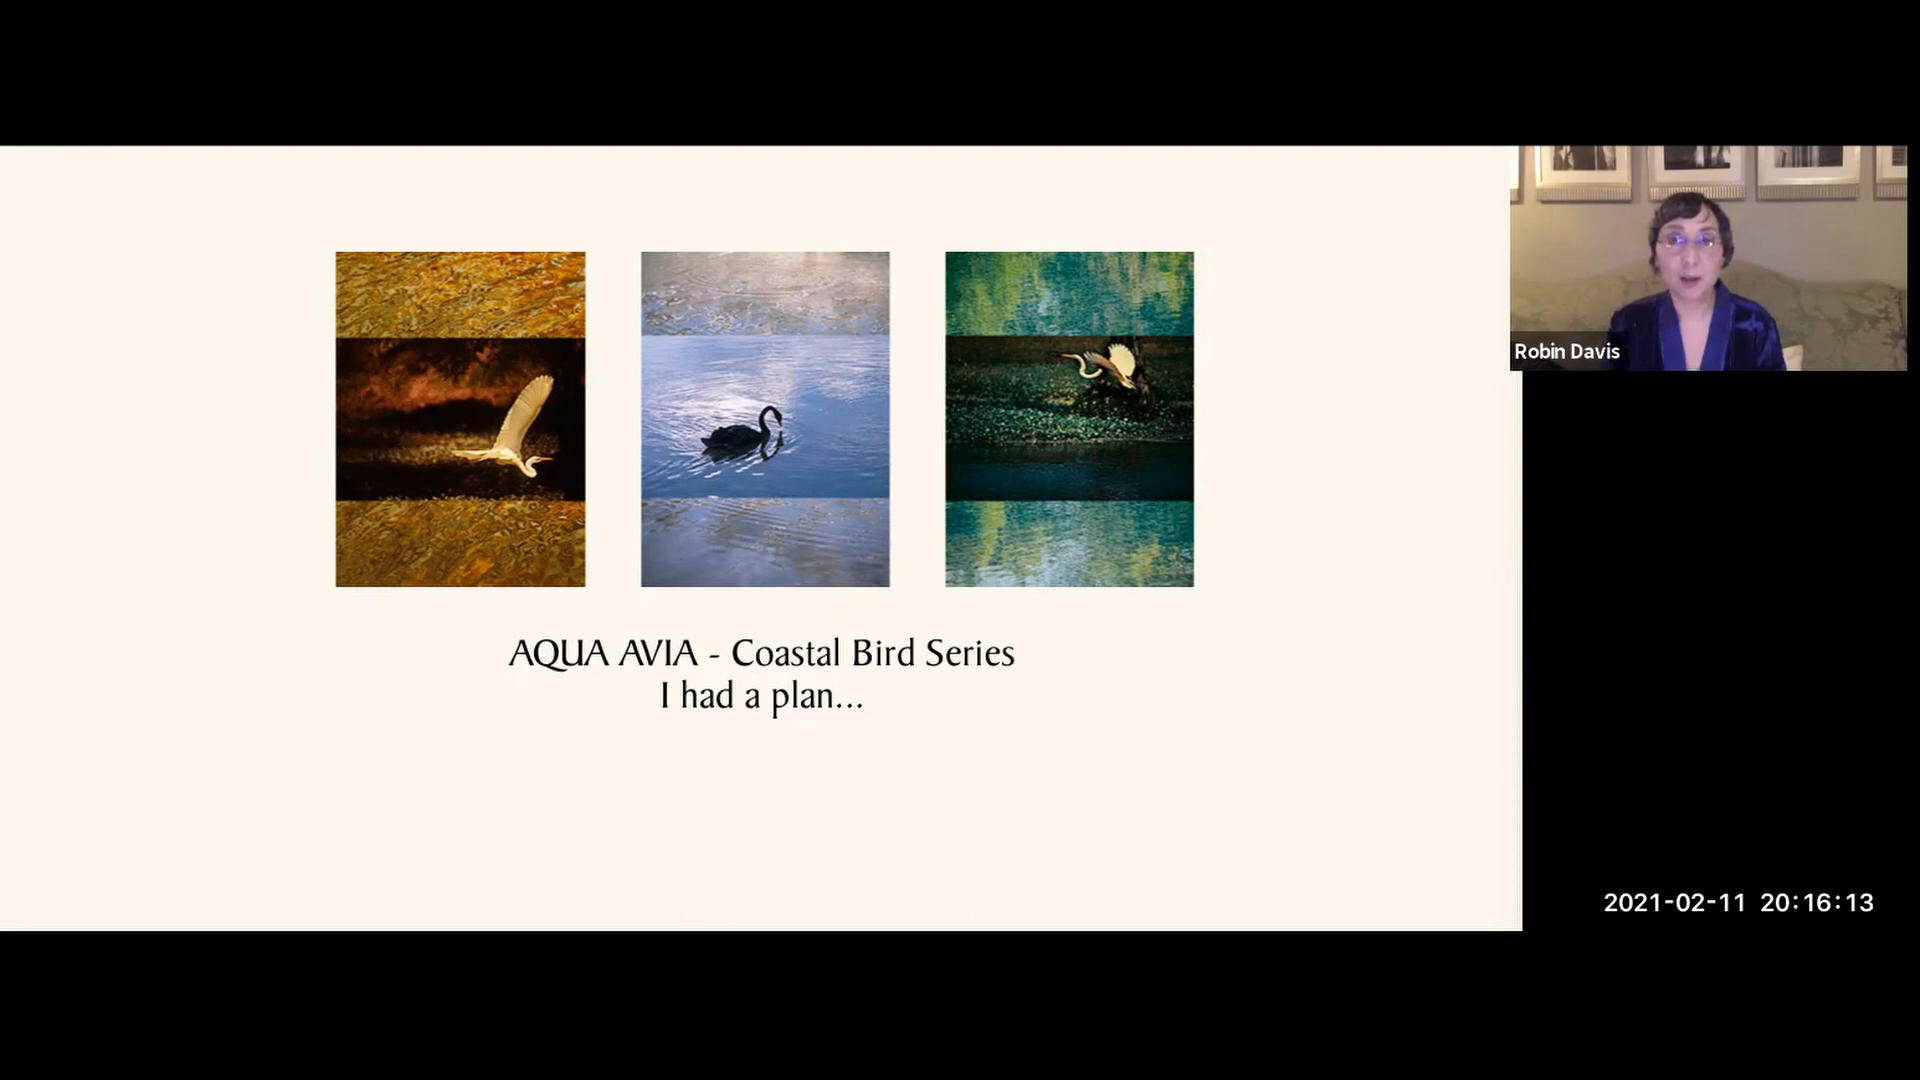 Robin Davis
AQUA AVIA - Coastal Bird Series
I had a plan...
2021-02-11 20:16:13